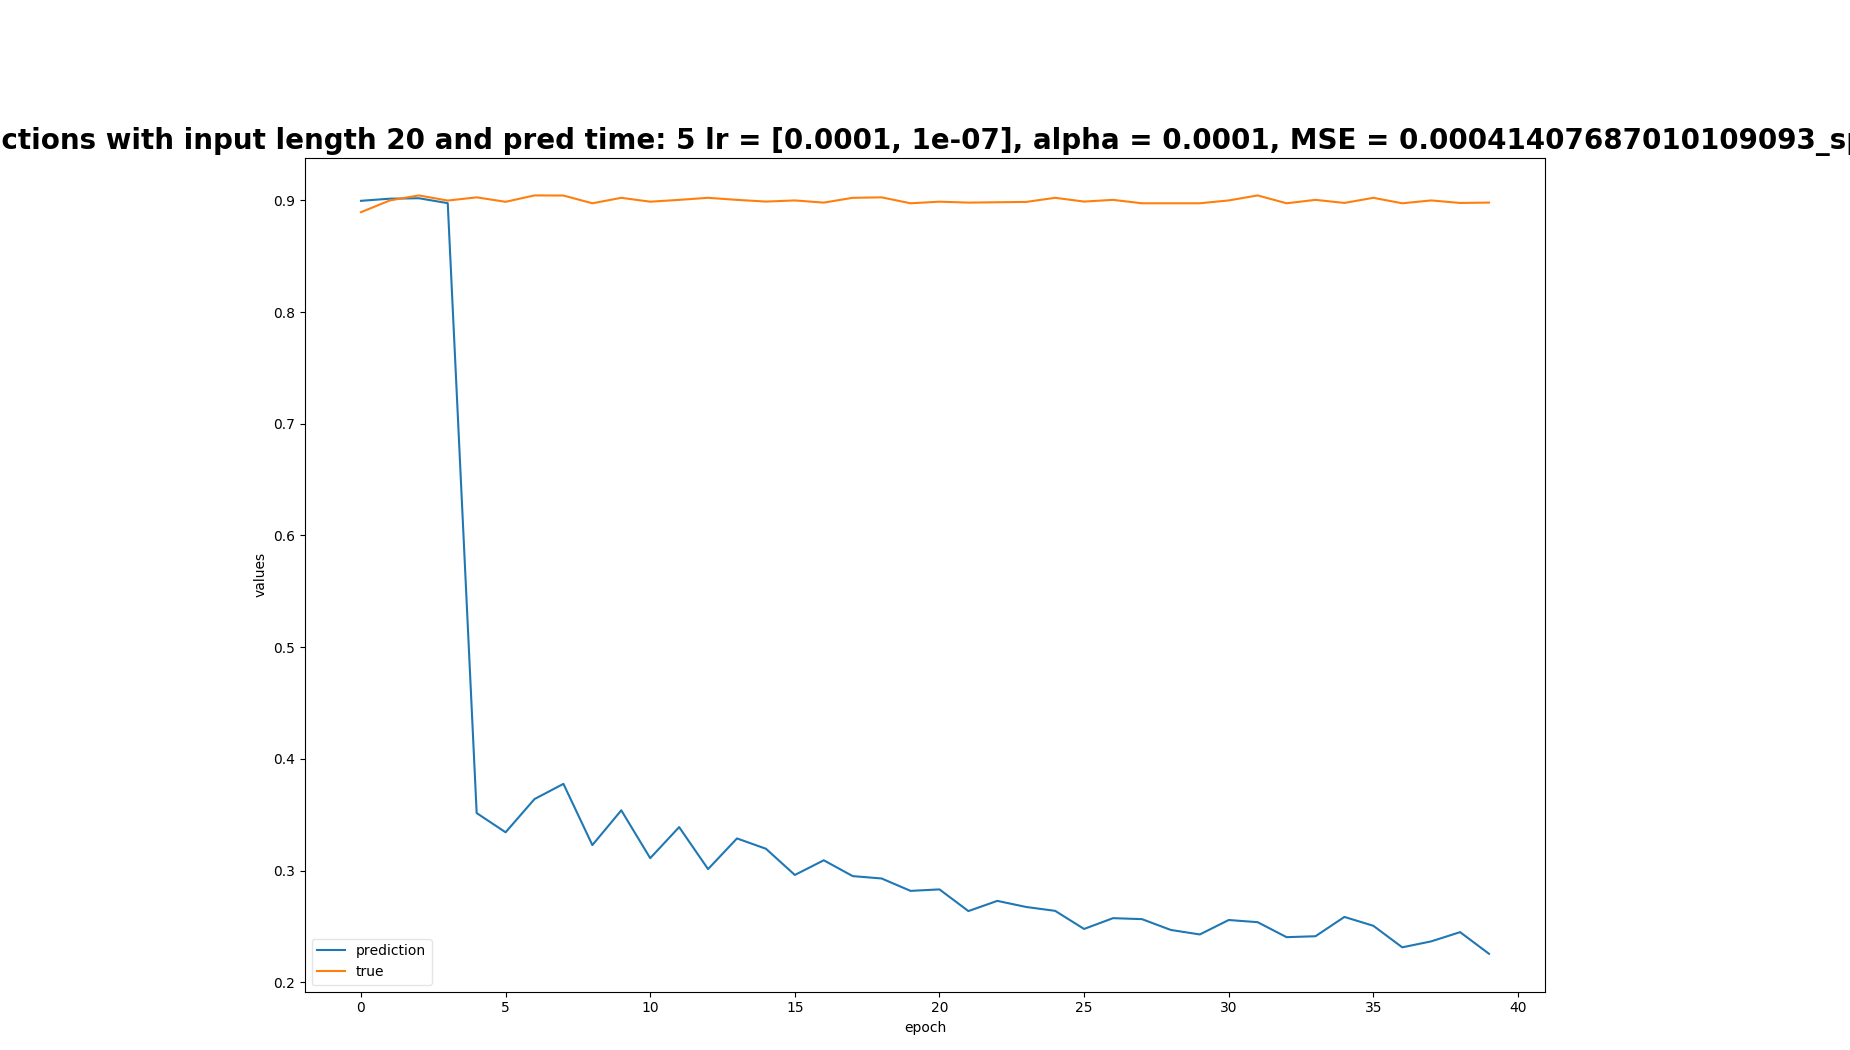 ctions with input length 20 and pred time: 5 lr = [0.0001, 1e-07], alpha = 0.0001, MSE = 0.00041407687010109093_sp
0.9
0.8
0.7
0.6
0.5
0.4
0.3
0.2
values
prediction
true
0 5 10 15 20 25 30 35 40
epoch